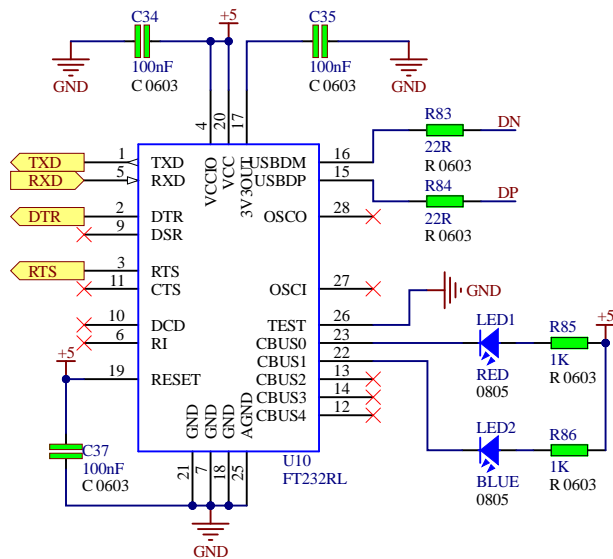 C34
+5
C35
100nF
C 0603
100nF
C 0603
GND
GND
4
20
17
VCCIO
VCC
3V3OUT
R83
DN
22R
R 0603
R84
DP
22R
R 0603
TXD
1
TXD
USBDM
16
RXD
5
RXD
USBDP
15
DTR
2
DTR
OSCO
28
9
DSR
RTS
3
RTS
OSCI
27
11
CTS
GND
10
DCD
TEST
26
6
RI
CBUS0
23
CBUS1
22
CBUS2
13
CBUS3
14
CBUS4
12
+5
19
RESET
LED1
R85
+5
RED
0805
1K
R 0603
LED2
R86
BLUE
0805
1K
R 0603
C37
100nF
C 0603
GND
GND
GND
AGND
21
7
18
25
U10
FT232RL
GND